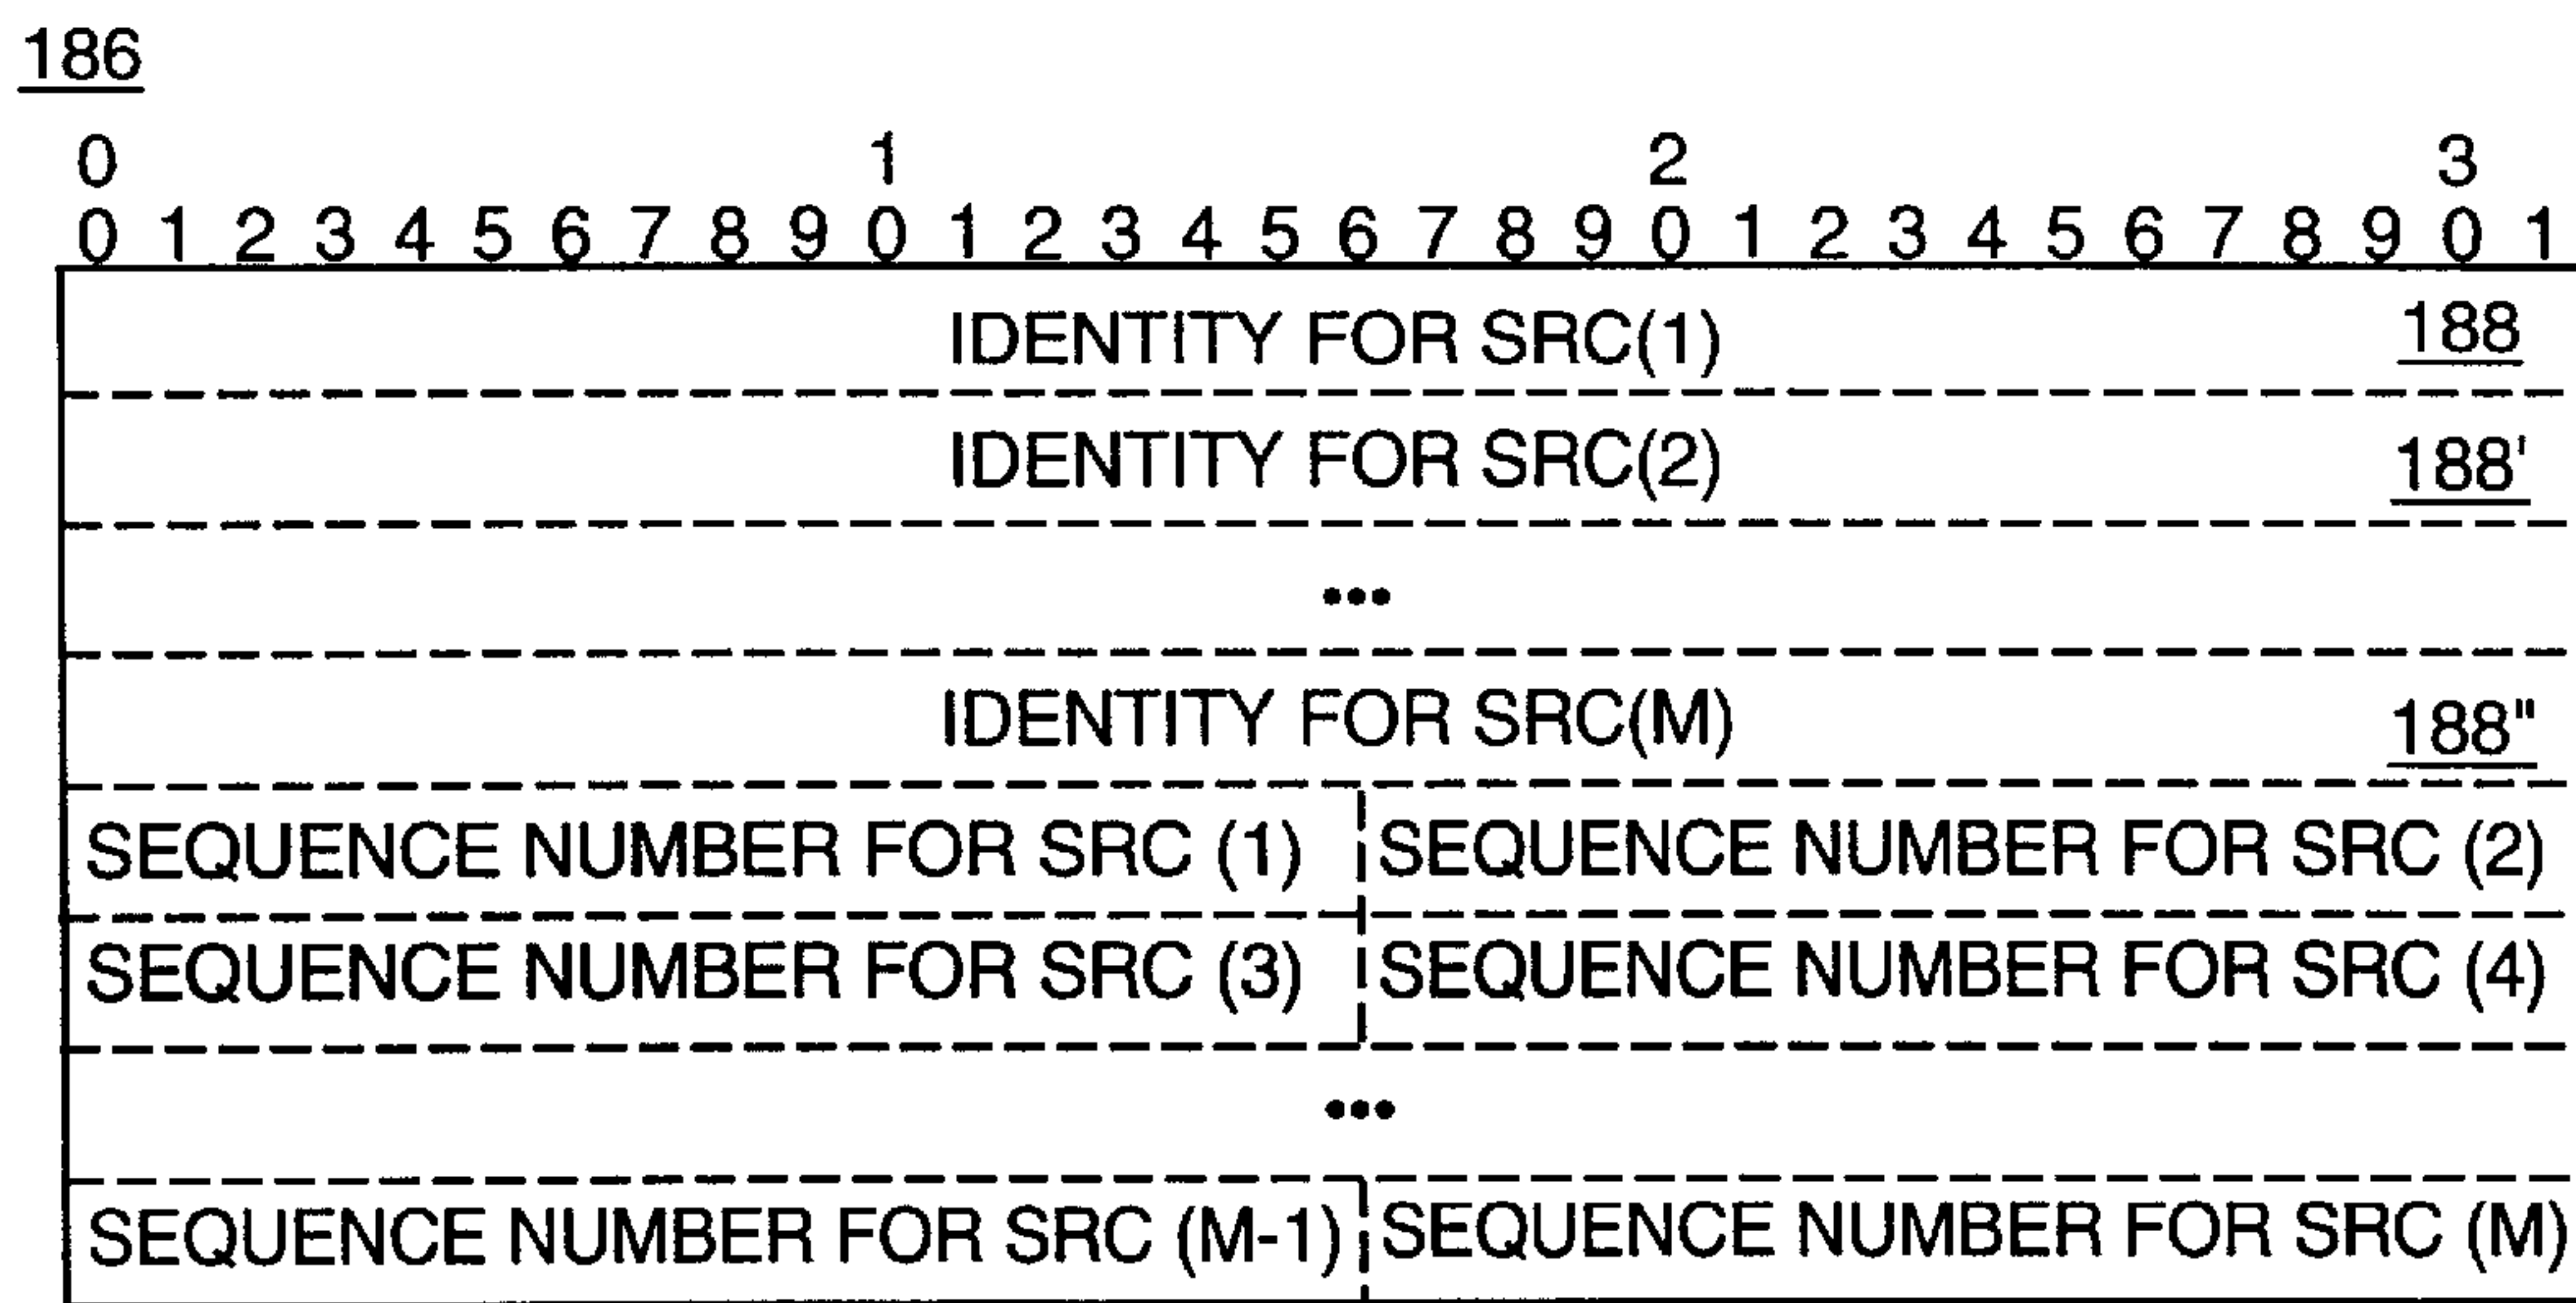 186
0 1 2 3
0 1 2 3 4 5 6 7 8 9 0 1 2 3 4 5 6 7 8 9 0 1 2 3 4 5 6 7 8 9 0 1
IDENTITY FOR SRC(1) 188
IDENTITY FOR SRC(2) 188'
•••
IDENTITY FOR SRC(M) 188"
SEQUENCE NUMBER FOR SRC (1) SEQUENCE NUMBER FOR SRC (2)
SEQUENCE NUMBER FOR SRC (3) SEQUENCE NUMBER FOR SRC (4)
•••
SEQUENCE NUMBER FOR SRC (M-1) SEQUENCE NUMBER FOR SRC (M)